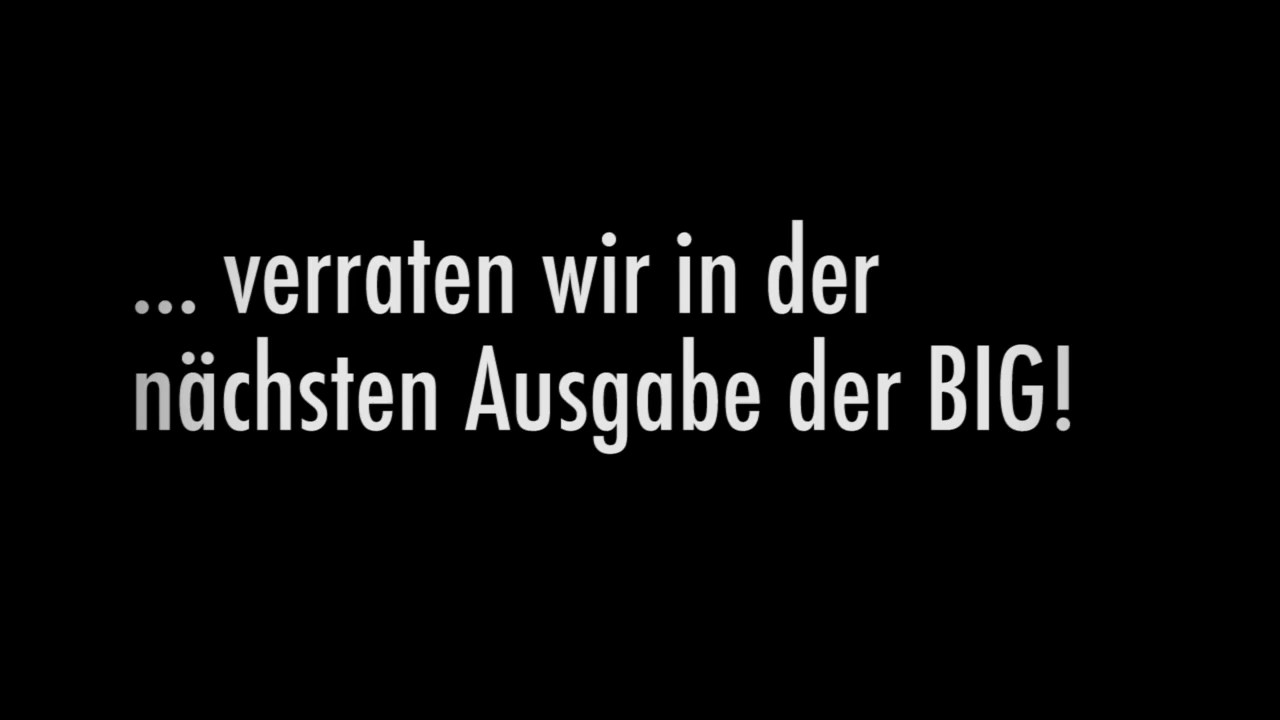 ... verraten wir in der
nächsten Ausgabe der BIG!